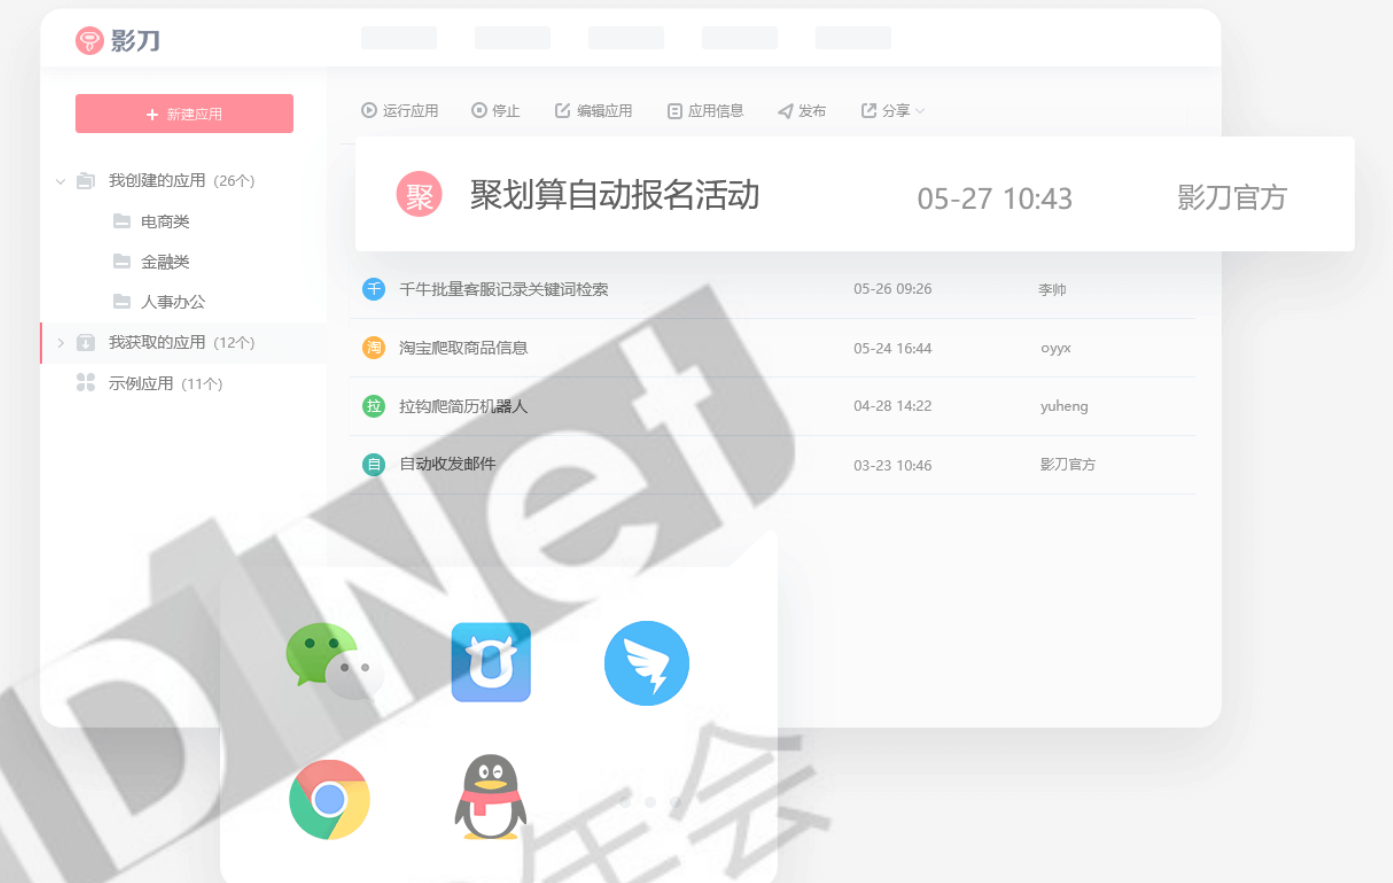 影刀
新建应用
运行应用 停止 编辑应用 应用信息 发布 分享
我创建的应用 (26个)
电商类
金融类
人事办公
我获取的应用 (12个)
示例应用 (11个)
聚 聚划算自动报名活动 05-27 10:43 影刀官方
千 千牛批量客服记录关键词检索 05-26 09:26 李帅
淘 淘宝爬取商品信息 05-24 16:44 oyyx
拉 拉钩爬简历机器人 04-28 14:22 yuheng
自 自动收发邮件 03-23 10:46 影刀官方
D1Net
年会